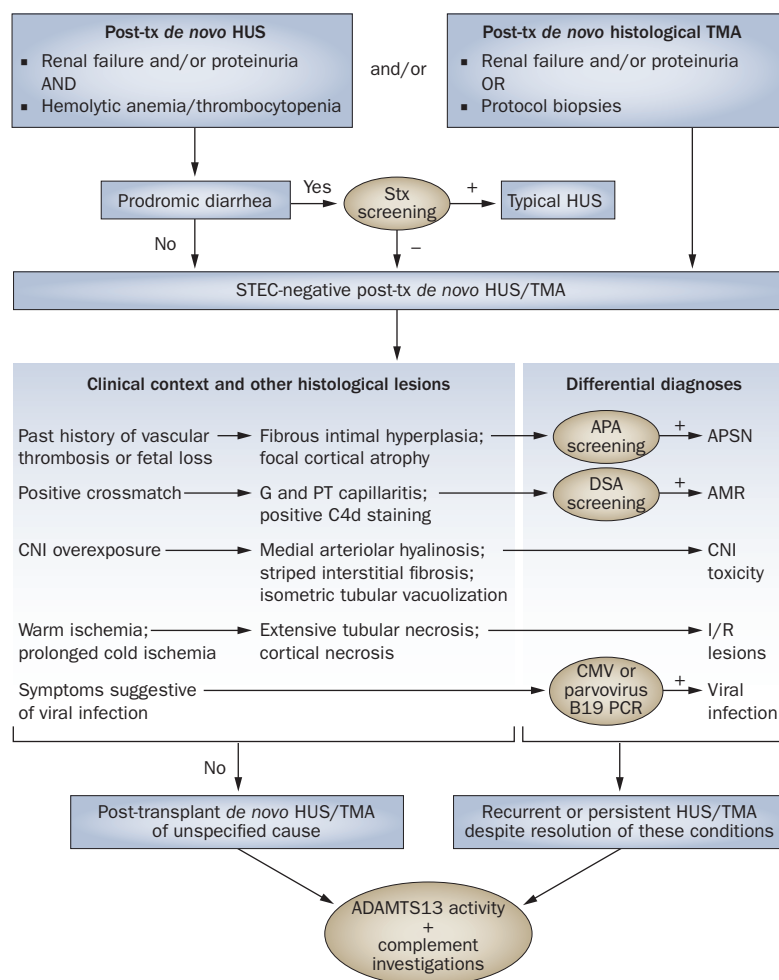 Post-tx de novo HUS
▪ Renal failure and/or proteinuria
AND
▪ Hemolytic anemia/thrombocytopenia
and/or
Post-tx de novo histological TMA
▪ Renal failure and/or proteinuria
OR
▪ Protocol biopsies
Prodromic diarrhea
Yes
Stx
screening
+
Typical HUS
No
–
STEC-negative post-tx de novo HUS/TMA
Clinical context and other histological lesions
Differential diagnoses
Past history of vascular
thrombosis or fetal loss
Fibrous intimal hyperplasia;
focal cortical atrophy
APA
screening
+
APSN
Positive crossmatch
G and PT capillaritis;
positive C4d staining
DSA
screening
+
AMR
CNI overexposure
Medial arteriolar hyalinosis;
striped interstitial fibrosis;
isometric tubular vacuolization
CNI
toxicity
Warm ischemia;
prolonged cold ischemia
Extensive tubular necrosis;
cortical necrosis
I/R
lesions
Symptoms suggestive
of viral infection
CMV or
parvovirus
B19 PCR
+
Viral
infection
No
Post-transplant de novo HUS/TMA
of unspecified cause
Recurrent or persistent HUS/TMA
despite resolution of these conditions
ADAMTS13 activity
+
complement
investigations